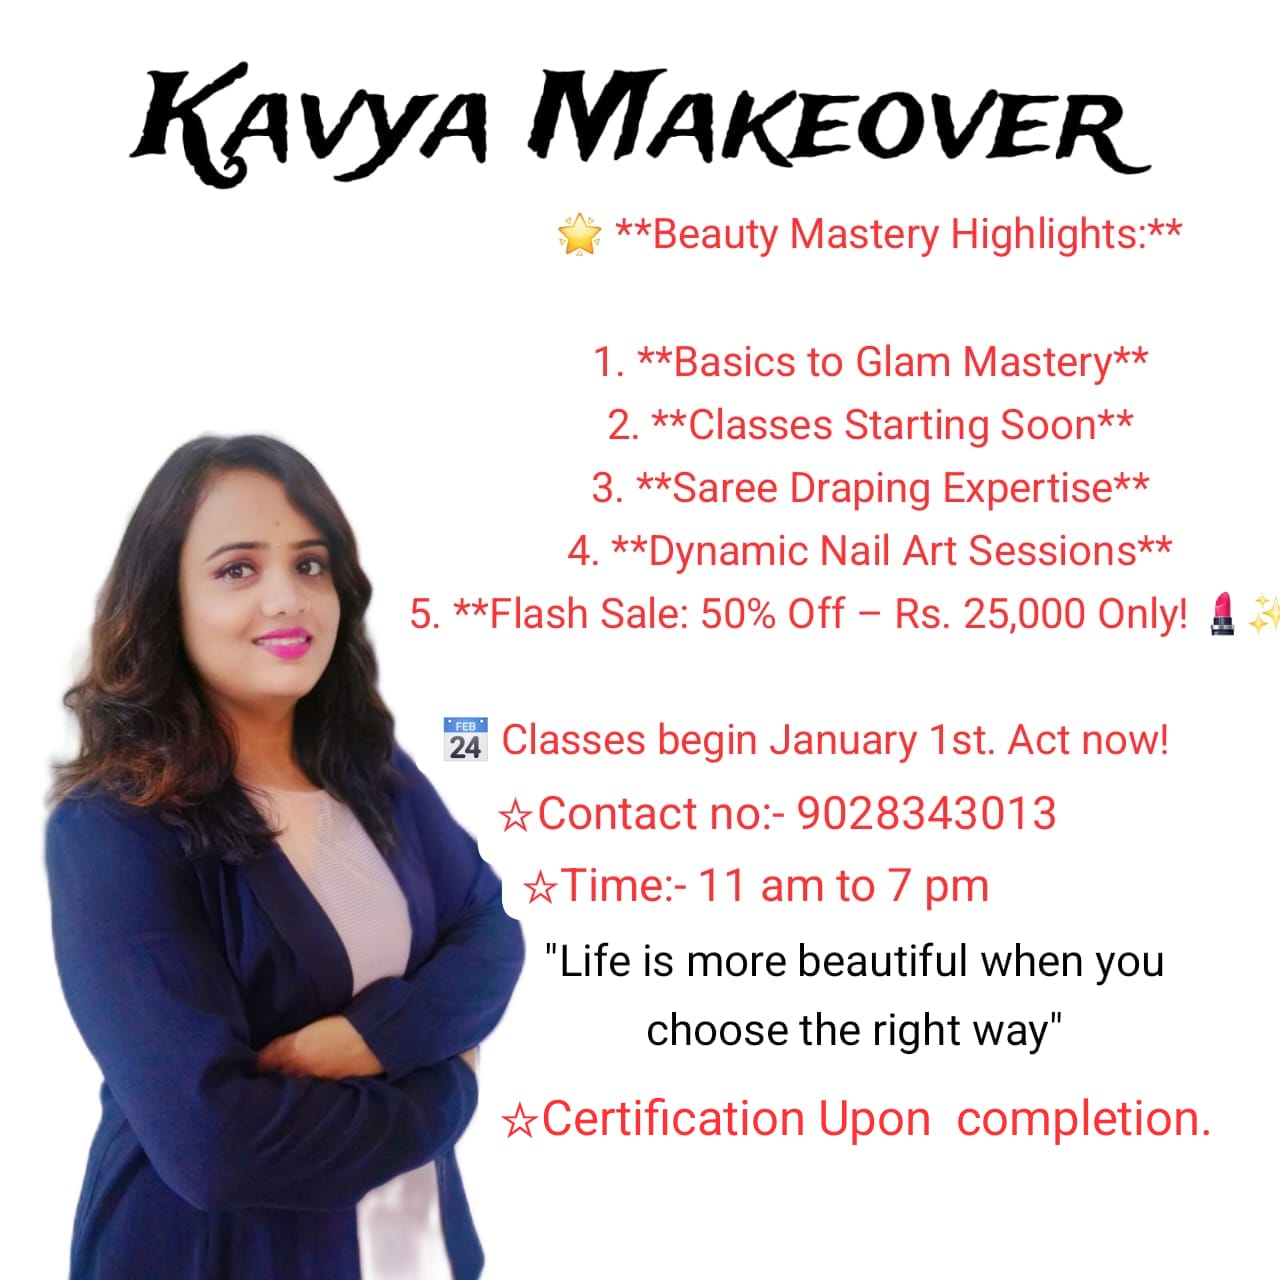 Kavya Makeover
🌟 **Beauty Mastery Highlights:**
1. **Basics to Glam Mastery**
2. **Classes Starting Soon**
3. **Saree Draping Expertise**
4. **Dynamic Nail Art Sessions**
5. **Flash Sale: 50% Off – Rs. 25,000 Only! 💄✨
FEB 24 Classes begin January 1st. Act now!
☆Contact no:- 9028343013
☆Time:- 11 am to 7 pm
"Life is more beautiful when you
choose the right way"
☆Certification Upon  completion.